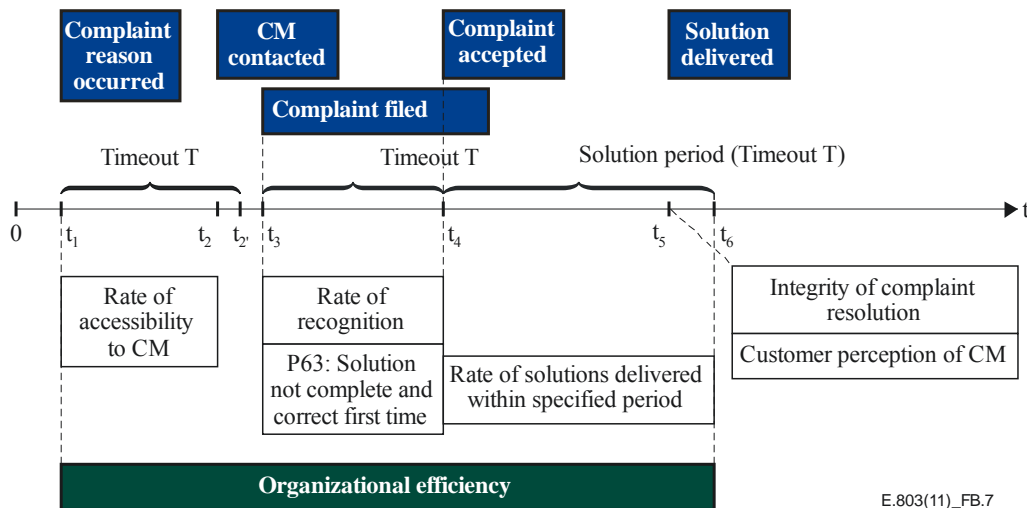 Complaint
reason
occurred
CM
contacted
Complaint
accepted
Solution
delivered
Complaint filed
Timeout T
Timeout T
Solution period (Timeout T)
0
t1
t2
t2'
t3
t4
t5
t6
t
Rate of
accessibility
to CM
Rate of
recognition
P63: Solution
not complete and
correct first time
Rate of solutions delivered
within specified period
Integrity of complaint
resolution
Customer perception of CM
Organizational efficiency
E.803(11)_FB.7